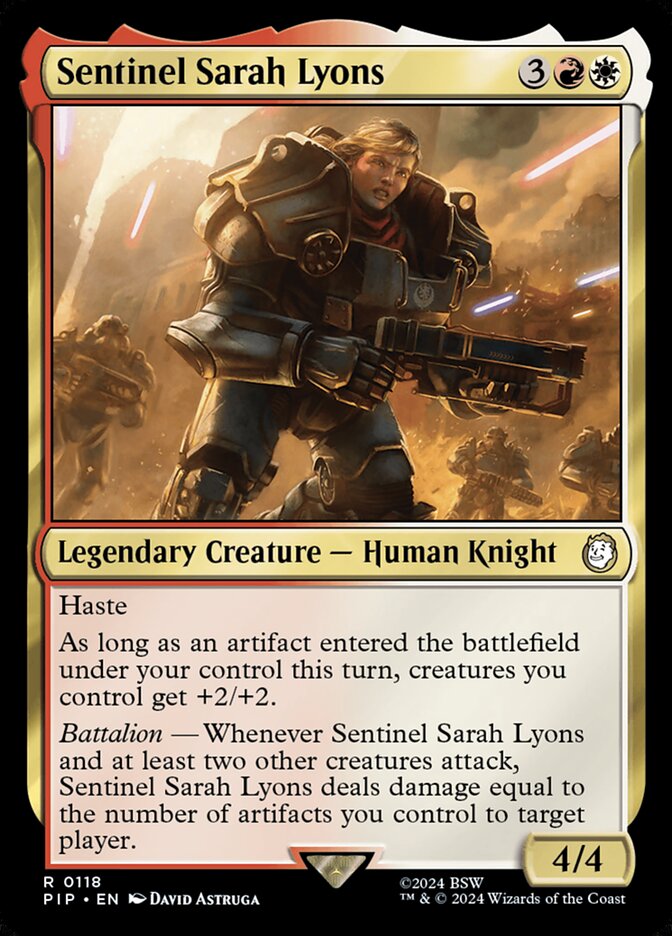 Sentinel Sarah Lyons 3
Legendary Creature — Human Knight
Haste
As long as an artifact entered the battlefield
under your control this turn, creatures you
control get +2/+2.
Battalion — Whenever Sentinel Sarah Lyons
and at least two other creatures attack,
Sentinel Sarah Lyons deals damage equal to
the number of artifacts you control to target
player.
4/4
R 0118
PIP • EN David Astruga
©2024 BSW
™ & © 2024 Wizards of the Coast